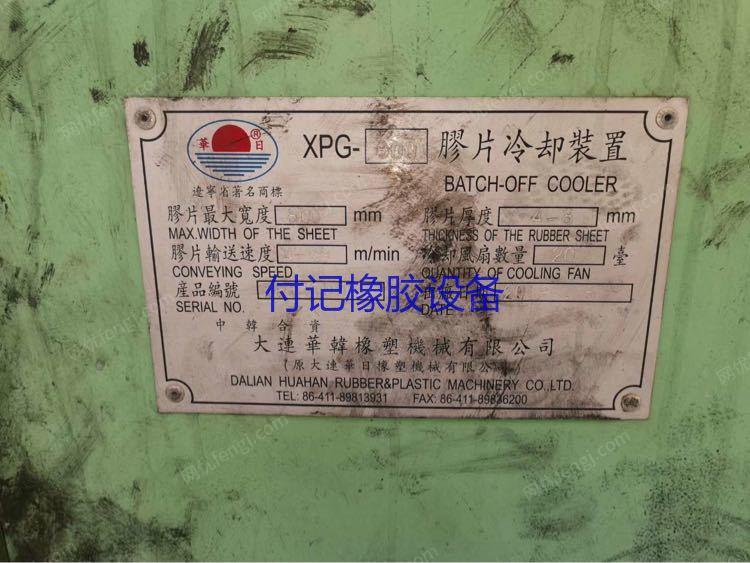 華日®
遼寧省著名商標
XPG- 膠片冷却裝置
BATCH-OFF COOLER
膠片最大寬度 mm 膠片厚度 mm
MAX.WIDTH OF THE SHEET THICKNESS OF THE RUBBER SHEET
膠片輸送速度 m/min 冷却風扇數量 20 臺
CONVEYING SPEED QUANTITY OF COOLING FAN
產品編號
SERIAL NO. DATE
付记橡胶设备
中韓合資
大連華韓橡塑機械有限公司
(原大連華日橡塑機械有限公司)
DALIAN HUAHAN RUBBER&PLASTIC MACHINERY CO.,LTD.
TEL: 86-411-89813931 FAX: 86-411-89836200